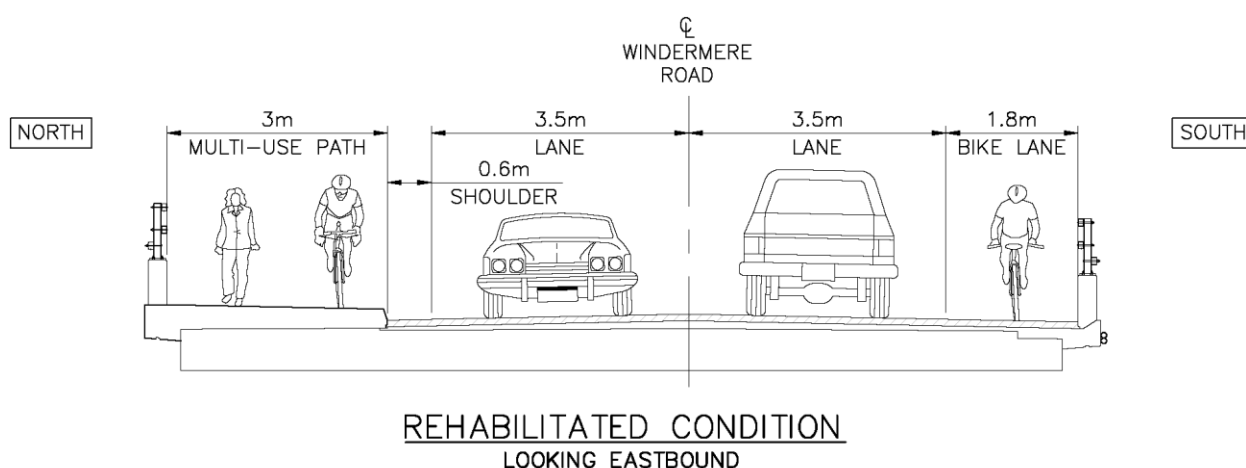 ℄
WINDERMERE
ROAD
NORTH
3m
MULTI-USE PATH
3.5m
LANE
3.5m
LANE
1.8m
BIKE LANE
SOUTH
0.6m
SHOULDER
REHABILITATED CONDITION
LOOKING EASTBOUND